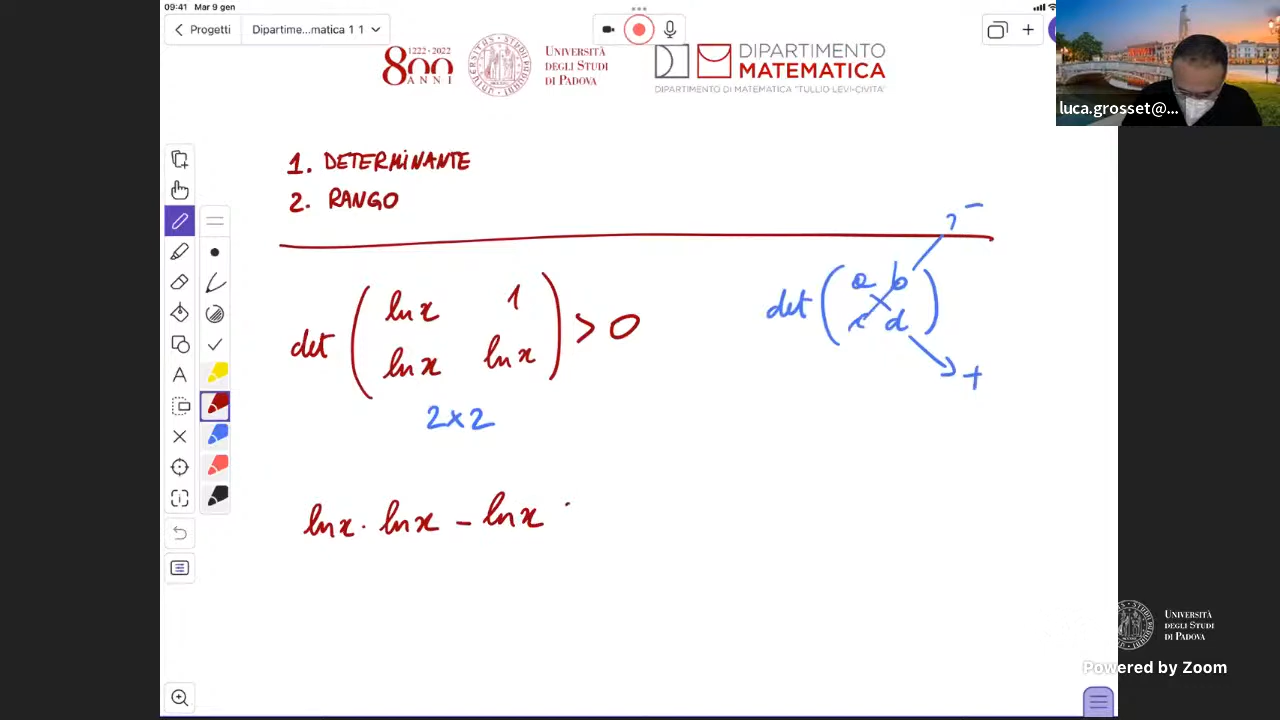 09:41 Mar 9 gen
Progetti
Dipartime...matica 1 1
1222·2022
800
ANNI
UNIVERSITÀ
DEGLI STUDI
DI PADOVA
DIPARTIMENTO
MATEMATICA
DIPARTIMENTO DI MATEMATICA "TULLIO LEVI-CIVITA"
luca.grosset@...
1. DETERMINANTE
2. RANGO
det ( ln x 1
ln x ln x ) > 0
2×2
det ( a b
c d )
−
+
ln x · ln x − ln x ·
A
UNIVERSITÀ
DEGLI STUDI
DI PADOVA
Powered by Zoom